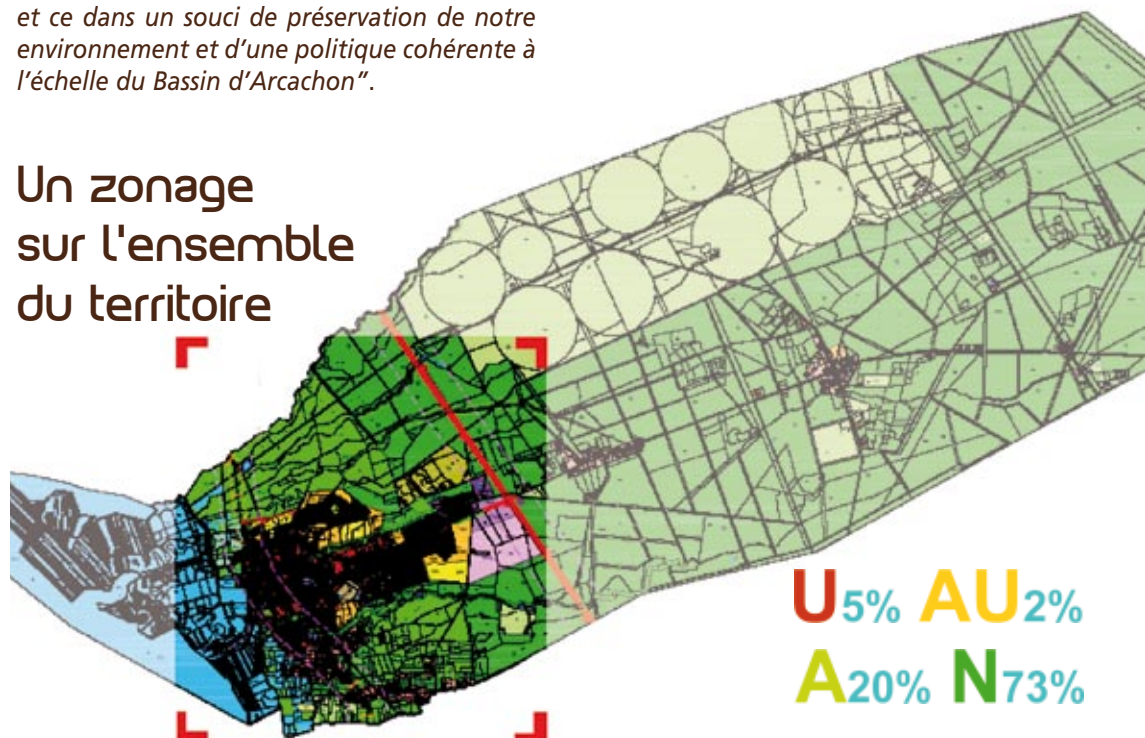 et ce dans un souci de préservation de notre
environnement et d’une politique cohérente à
l’échelle du Bassin d’Arcachon”.
Un zonage
sur l'ensemble
du territoire
U5% AU2%
A20% N73%